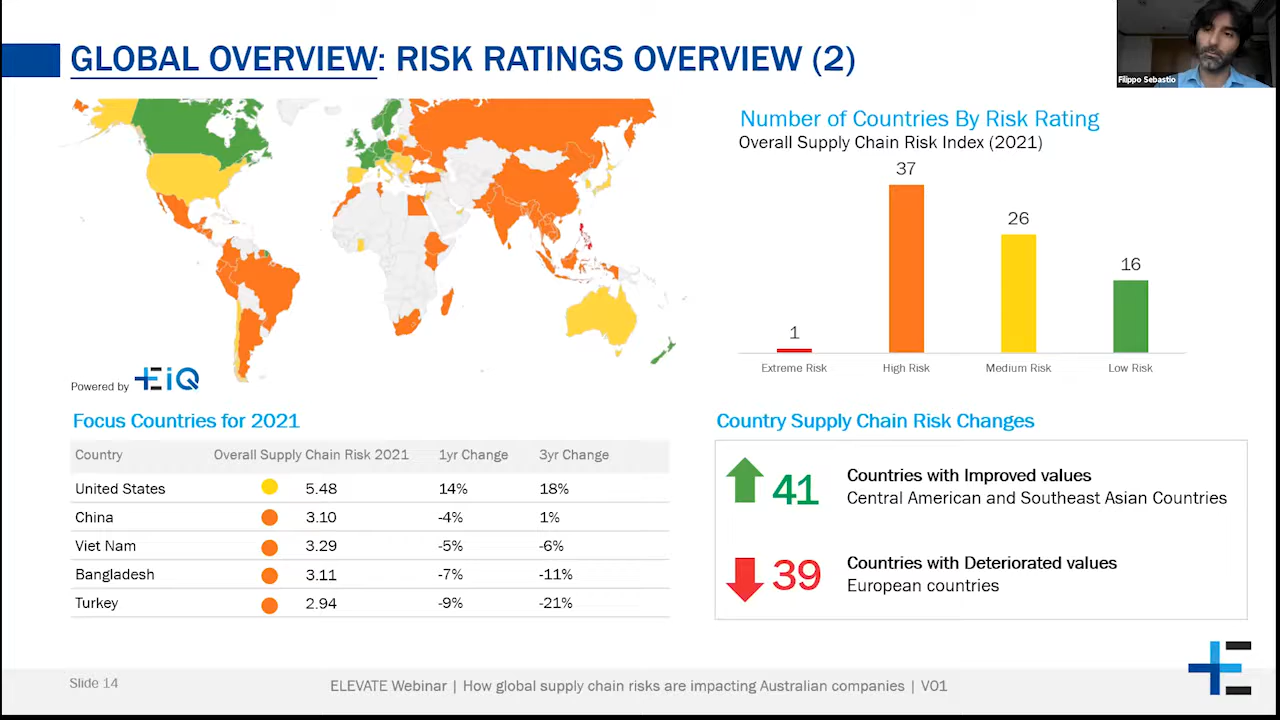 GLOBAL OVERVIEW: RISK RATINGS OVERVIEW (2)
Filippo Sebastio
Powered by EiQ
Number of Countries By Risk Rating
Overall Supply Chain Risk Index (2021)
37
26
16
1
Extreme Risk High Risk Medium Risk Low Risk
Focus Countries for 2021
Country Overall Supply Chain Risk 2021 1yr Change 3yr Change
United States 5.48 14% 18%
China 3.10 -4% 1%
Viet Nam 3.29 -5% -6%
Bangladesh 3.11 -7% -11%
Turkey 2.94 -9% -21%
Country Supply Chain Risk Changes
41 Countries with Improved values
Central American and Southeast Asian Countries
39 Countries with Deteriorated values
European countries
Slide 14
ELEVATE Webinar | How global supply chain risks are impacting Australian companies | V01